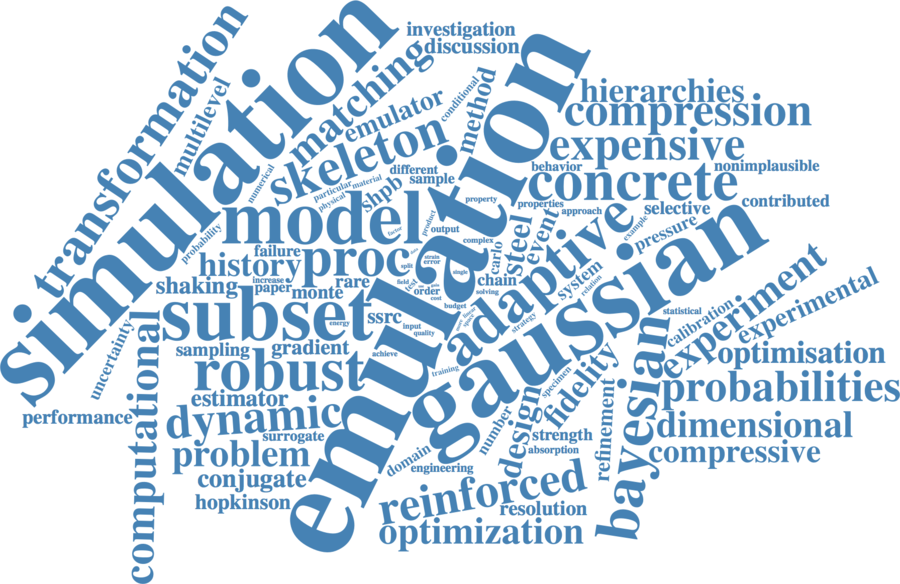 simulation
emulation
gaussian
transformation
investigation
discussion
matching
multilevel
numerical
emulator
conditional
method
skeleton
hierarchies
compression
expensive
nonimplausible
behavior
concrete
contributed
different
sample
particular
material
physical
shpb
property
properties
approach
selective
example
pressure
probability
model
factor
product
output
complex
carlo
steel
event
adaptive
failure
history
proc
split
strain
error
single
chain
solving
system
relation
shaking
increase
paper
monte
rare
field
test
order
cost
budget
subset
ssrc
energy
input
quality
strategy
statistical
calibration
experiment
experimental
uncertainty
computational
sampling
gradient
achieve
training
robust
estimator
performance
dynamic
surrogate
problem
conjugate
hopkinson
domain
engineering
number
design
specimen
fidelity
strength
absorption
refinement
bayesian
optimisation
probabilities
dimensional
compressive
reinforced
resolution
optimization